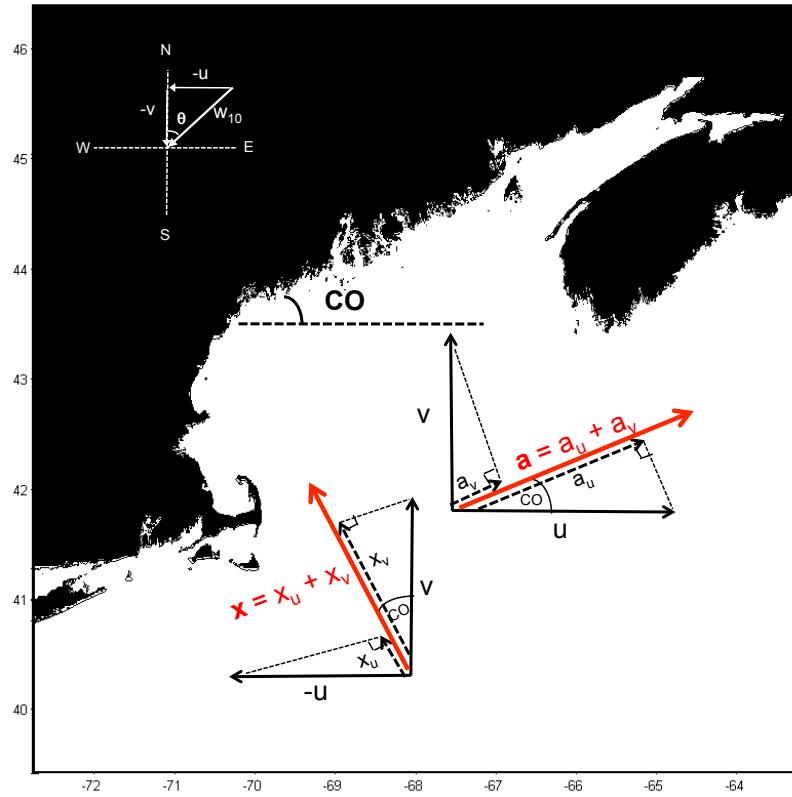 46
45
44
43
42
41
40
N
-u
-v
θ
w10
W
E
S
CO
v
a = au + av
av
au
CO
u
x = xu + xv
xv
v
CO
xu
-u
-72
-71
-70
-69
-68
-67
-66
-65
-64